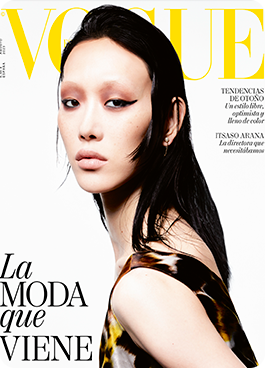 VOGUE
TENDENCIAS
DE OTOÑO
Un estilo libre,
optimista y
lleno de color
ITSASO ARANA
La directora que
necesitábamos
La
MODA
que
VIENE